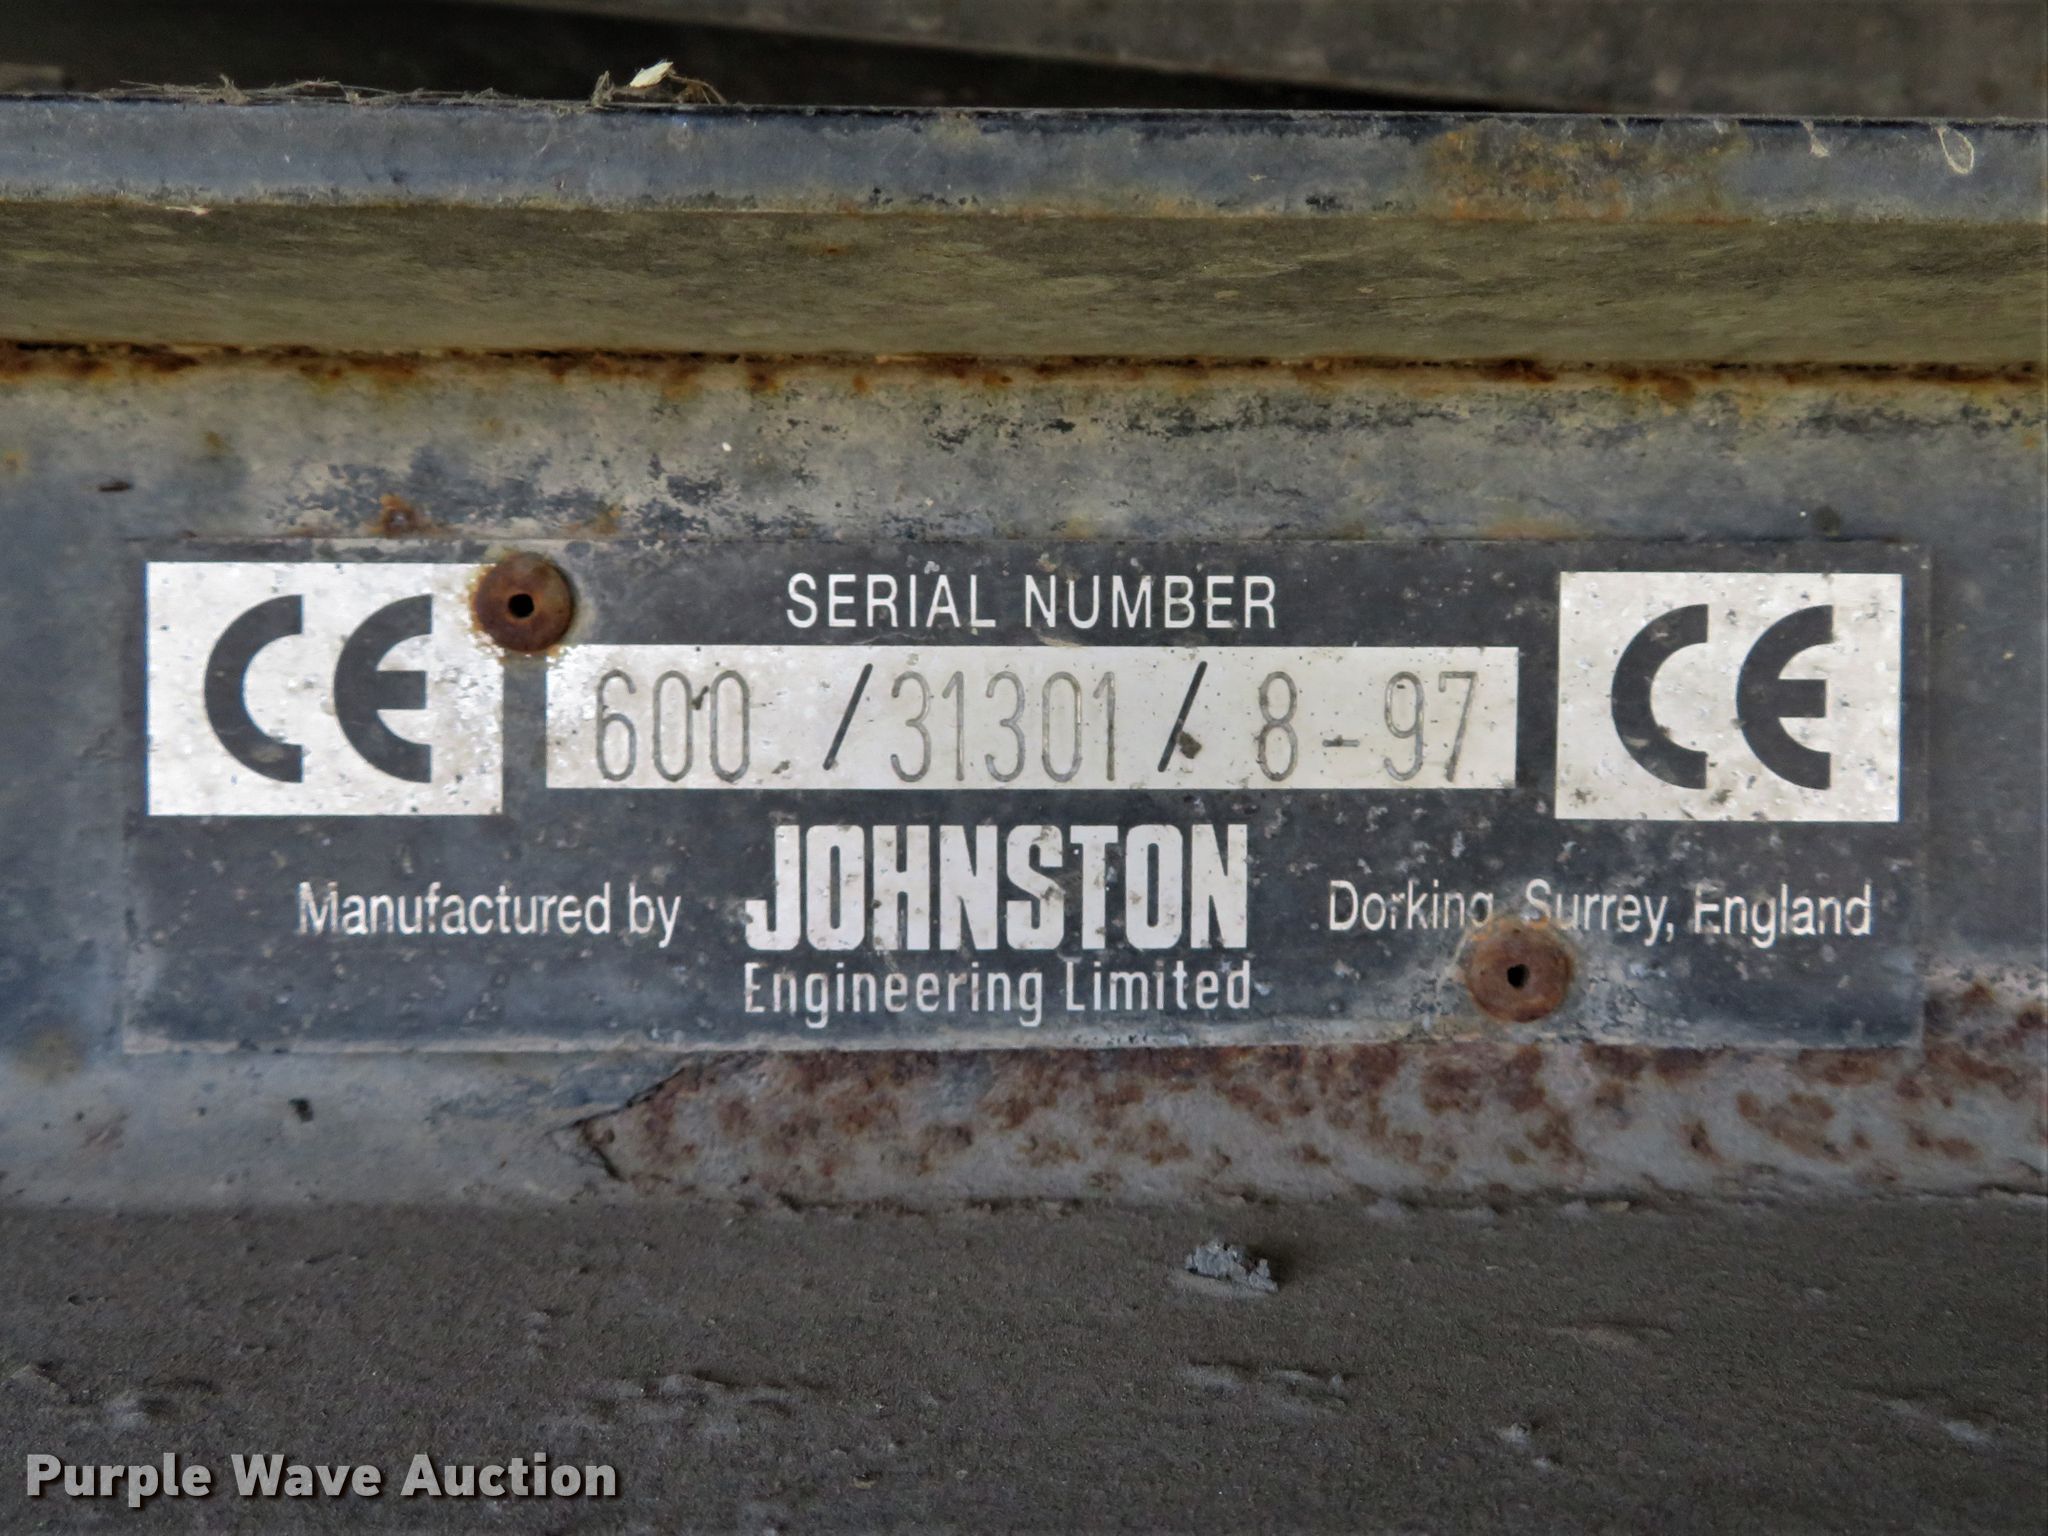 CE
SERIAL NUMBER
CE
600 / 31301 / 8-97
Manufactured by JOHNSTON Dorking, Surrey, England
Engineering Limited
Purple Wave Auction